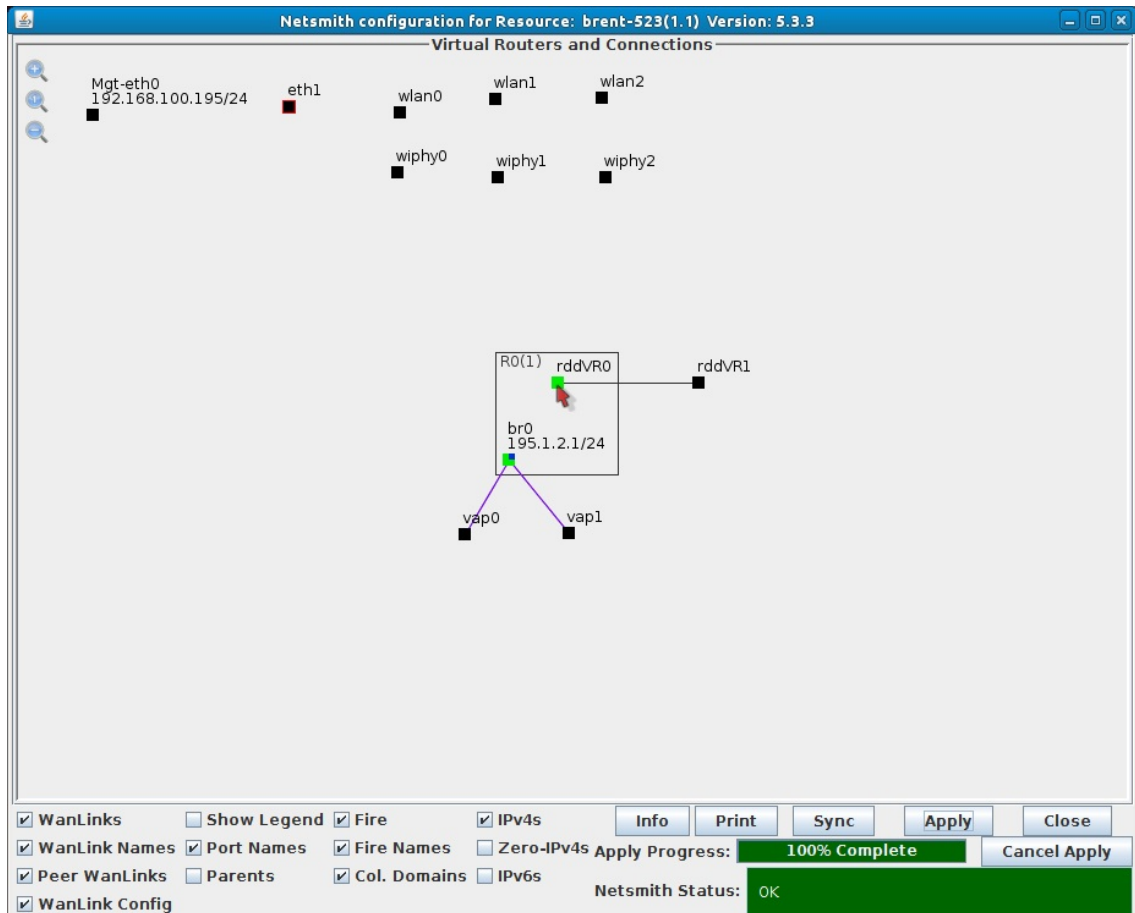 Netsmith configuration for Resource: brent-523(1.1) Version: 5.3.3
Virtual Routers and Connections
Mgt-eth0
192.168.100.195/24
eth1
wlan0
wlan1
wlan2
wiphy0
wiphy1
wiphy2
R0(1)
rddVR0
rddVR1
br0
195.1.2.1/24
vap0
vap1
WanLinks
Show Legend
Fire
IPv4s
Info
Print
Sync
Apply
Close
WanLink Names
Port Names
Fire Names
Zero-IPv4s
Apply Progress:
100% Complete
Cancel Apply
Peer WanLinks
Parents
Col. Domains
IPv6s
Netsmith Status:
OK
WanLink Config